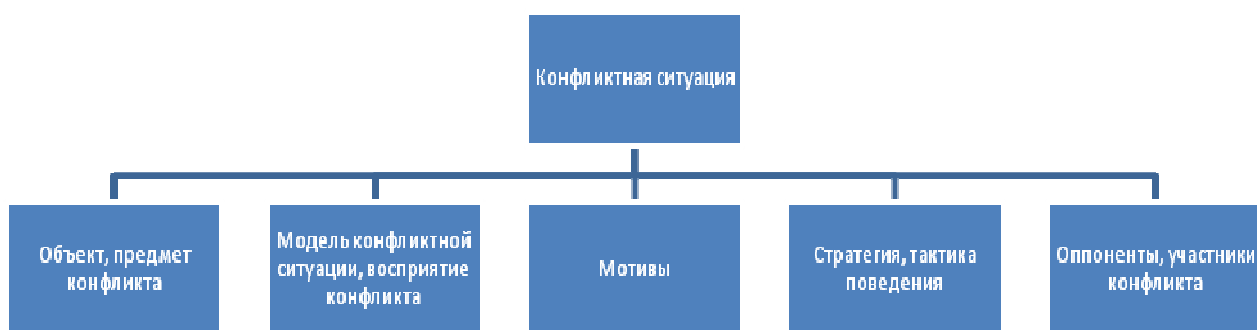 Конфликтная ситуация
Объект, предмет
конфликта
Модель конфликтной
ситуации, восприятие
конфликта
Мотивы
Стратегия, тактика
поведения
Оппоненты, участники
конфликта